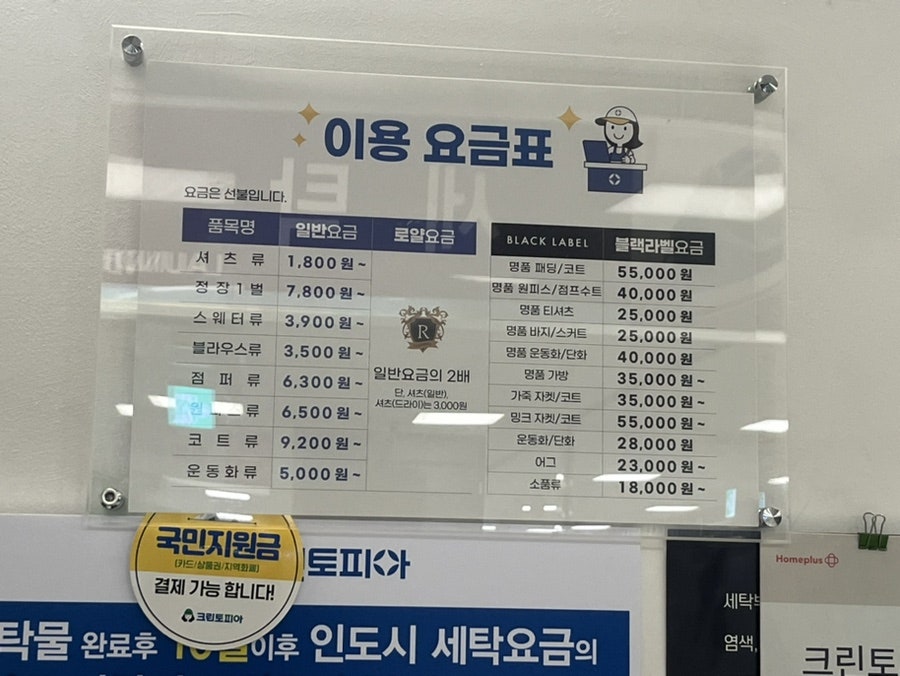 이용 요금표
요금은 선불입니다.
품목명 일반요금 로얄요금
셔츠류 1,800원~
정장1벌 7,800원~
스웨터류 3,900원~
블라우스류 3,500원~
점퍼류 6,300원~
6,500원~
코트류 9,200원~
운동화류 5,000원~
R
일반요금의 2배
단, 셔츠(일반),
셔츠(드라이)는 3,000원
BLACK LABEL 블랙라벨요금
명품 패딩/코트 55,000원
명품 원피스/점프수트 40,000원
명품 티셔츠 25,000원
명품 바지/스커트 25,000원
명품 운동화/단화 40,000원
명품 가방 35,000원~
가죽 자켓/코트 35,000원~
밍크 자켓/코트 55,000원~
운동화/단화 28,000원
어그 23,000원~
소품류 18,000원~
국민지원금
(카드/상품권/지역화폐)
결제 가능 합니다!
크린토피아
토피아
탁물 완료후 이후 인도시 세탁요금의
세탁
염색,
Homeplus
크린토